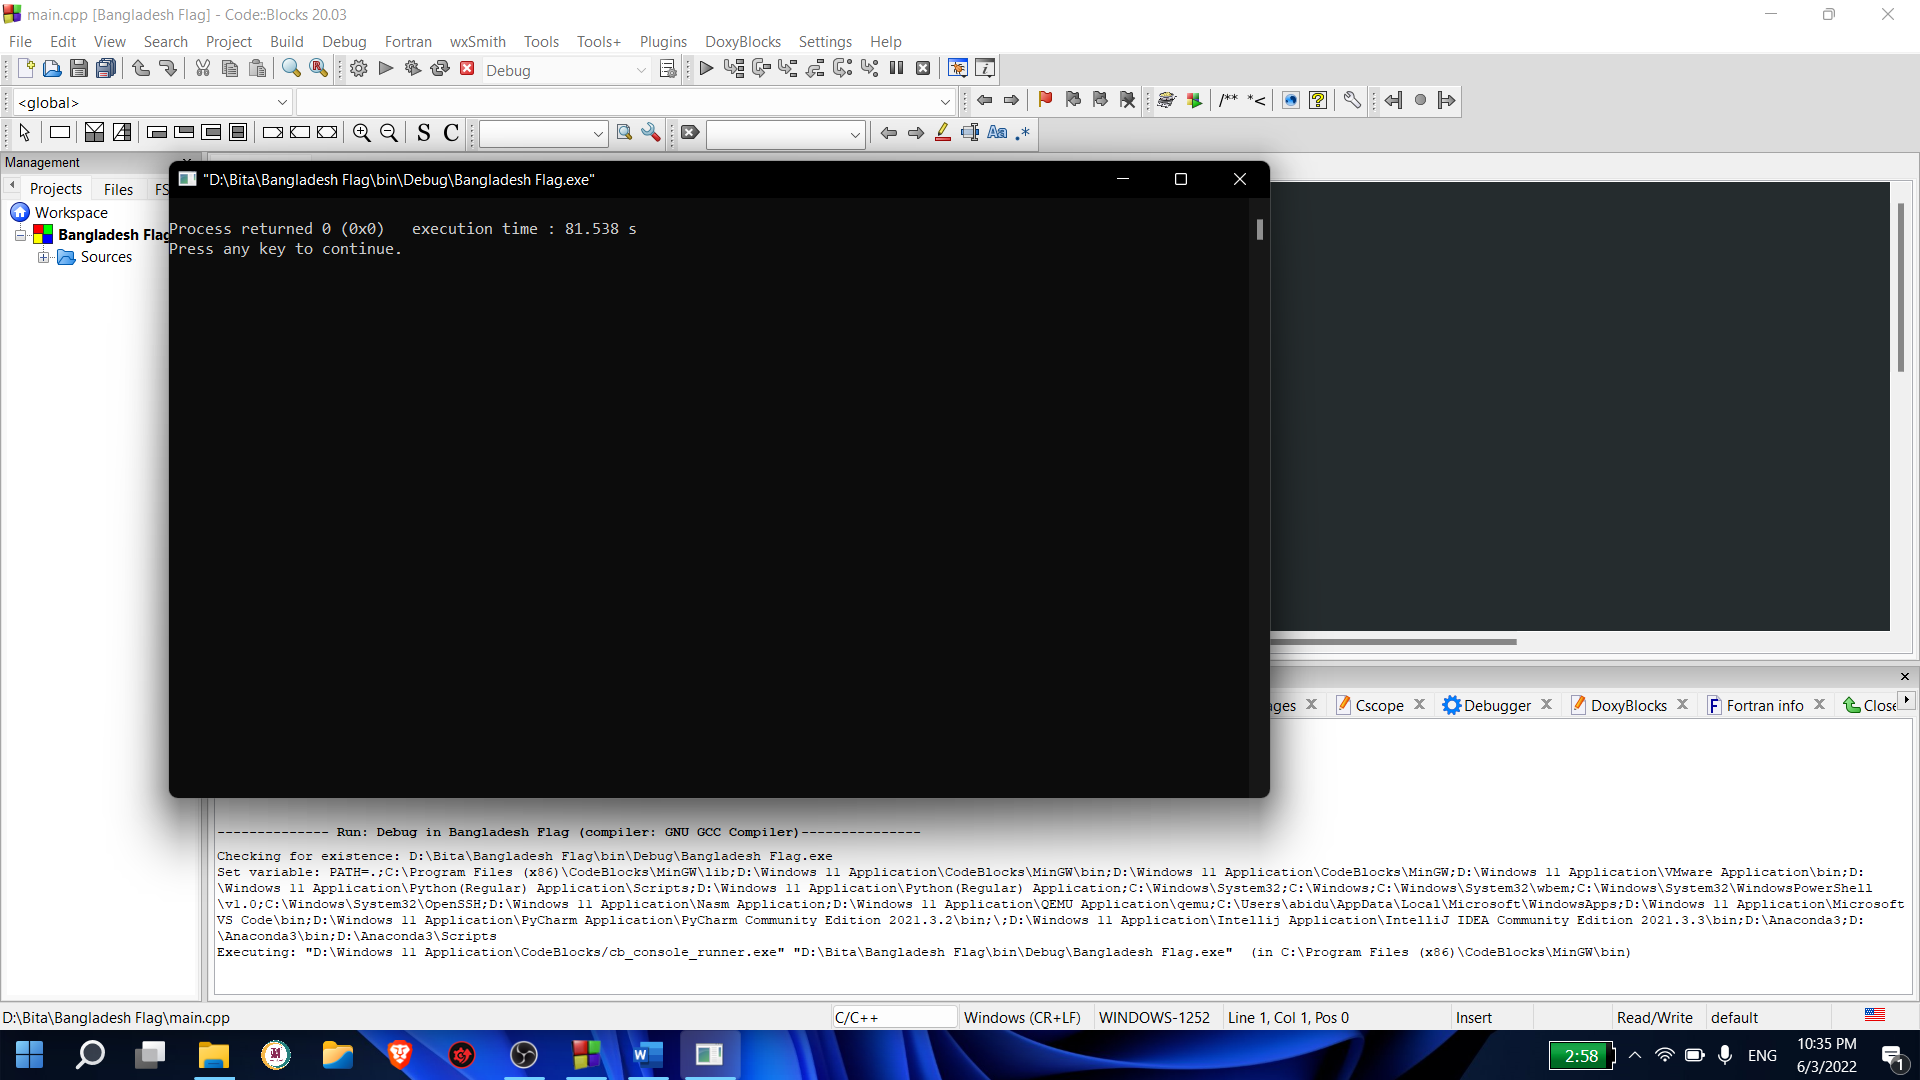 main.cpp [Bangladesh Flag] - Code::Blocks 20.03
File Edit View Search Project Build Debug Fortran wxSmith Tools Tools+ Plugins DoxyBlocks Settings Help
Debug
<global>
/** *<
S C
Aa .*
Management
Projects Files FS
Workspace
Bangladesh Flag
Sources
"D:\Bita\Bangladesh Flag\bin\Debug\Bangladesh Flag.exe"
Process returned 0 (0x0)   execution time : 81.538 s
Press any key to continue.
ages Cscope Debugger DoxyBlocks Fortran info Close
-------------- Run: Debug in Bangladesh Flag (compiler: GNU GCC Compiler)---------------
Checking for existence: D:\Bita\Bangladesh Flag\bin\Debug\Bangladesh Flag.exe
Set variable: PATH=.;C:\Program Files (x86)\CodeBlocks\MinGW\lib;D:\Windows 11 Application\CodeBlocks\MinGW\bin;D:\Windows 11 Application\CodeBlocks\MinGW;D:\Windows 11 Application\VMware Application\bin;D:
\Windows 11 Application\Python(Regular) Application\Scripts;D:\Windows 11 Application\Python(Regular) Application;C:\Windows\System32;C:\Windows;C:\Windows\System32\wbem;C:\Windows\System32\WindowsPowerShell
\v1.0;C:\Windows\System32\OpenSSH;D:\Windows 11 Application\Nasm Application;D:\Windows 11 Application\QEMU Application\qemu;C:\Users\abidu\AppData\Local\Microsoft\WindowsApps;D:\Windows 11 Application\Microsoft
VS Code\bin;D:\Windows 11 Application\PyCharm Application\PyCharm Community Edition 2021.3.2\bin;\;D:\Windows 11 Application\Intellij Application\IntelliJ IDEA Community Edition 2021.3.3\bin;D:\Anaconda3;D:
\Anaconda3\bin;D:\Anaconda3\Scripts
Executing: "D:\Windows 11 Application\CodeBlocks/cb_console_runner.exe" "D:\Bita\Bangladesh Flag\bin\Debug\Bangladesh Flag.exe"  (in C:\Program Files (x86)\CodeBlocks\MinGW\bin)
D:\Bita\Bangladesh Flag\main.cpp C/C++ Windows (CR+LF) WINDOWS-1252 Line 1, Col 1, Pos 0 Insert Read/Write default
2:58 ENG 10:35 PM
6/3/2022 1